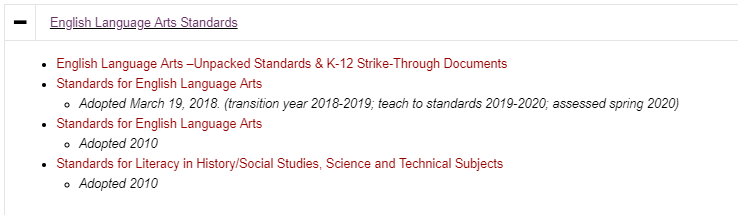 English Language Arts Standards
English Language Arts –Unpacked Standards & K-12 Strike-Through Documents
Standards for English Language Arts
Adopted March 19, 2018. (transition year 2018-2019; teach to standards 2019-2020; assessed spring 2020)
Standards for English Language Arts
Adopted 2010
Standards for Literacy in History/Social Studies, Science and Technical Subjects
Adopted 2010